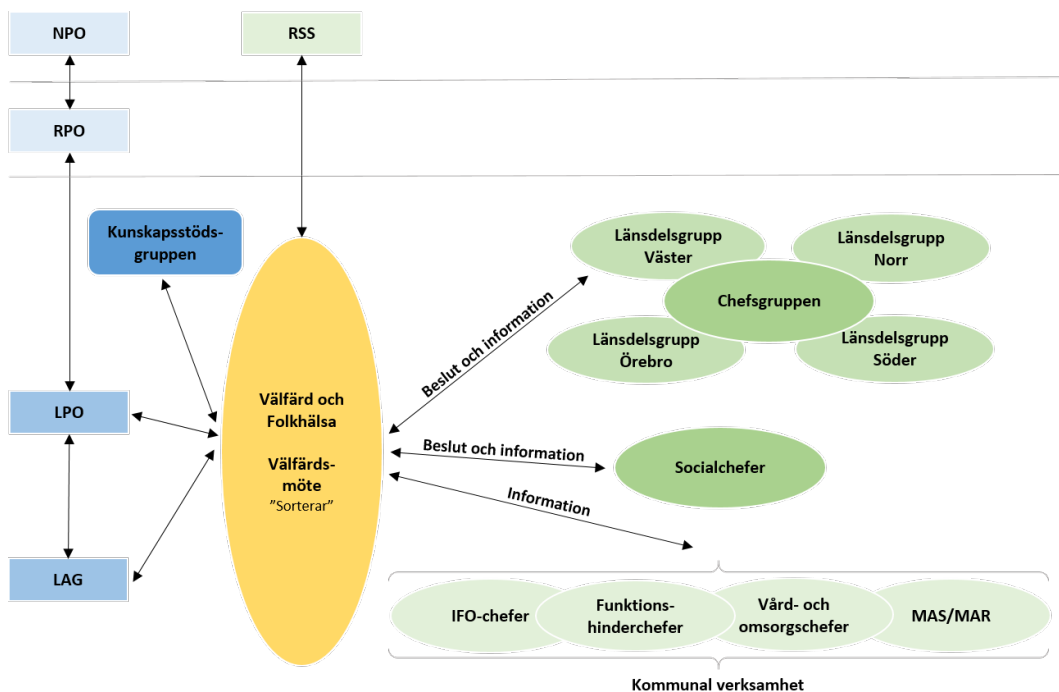 NPO
RSS
RPO
Kunskapsstöds-
gruppen
Länsdelsgrupp
Väster
Länsdelsgrupp
Norr
Chefsgruppen
Länsdelsgrupp
Örebro
Länsdelsgrupp
Söder
Beslut och information
LPO
Välfärd och
Folkhälsa
Välfärds-
möte
”Sorterar”
Beslut och information
Socialchefer
Information
LAG
IFO-chefer
Funktions-
hinderchefer
Vård- och
omsorgschefer
MAS/MAR
Kommunal verksamhet